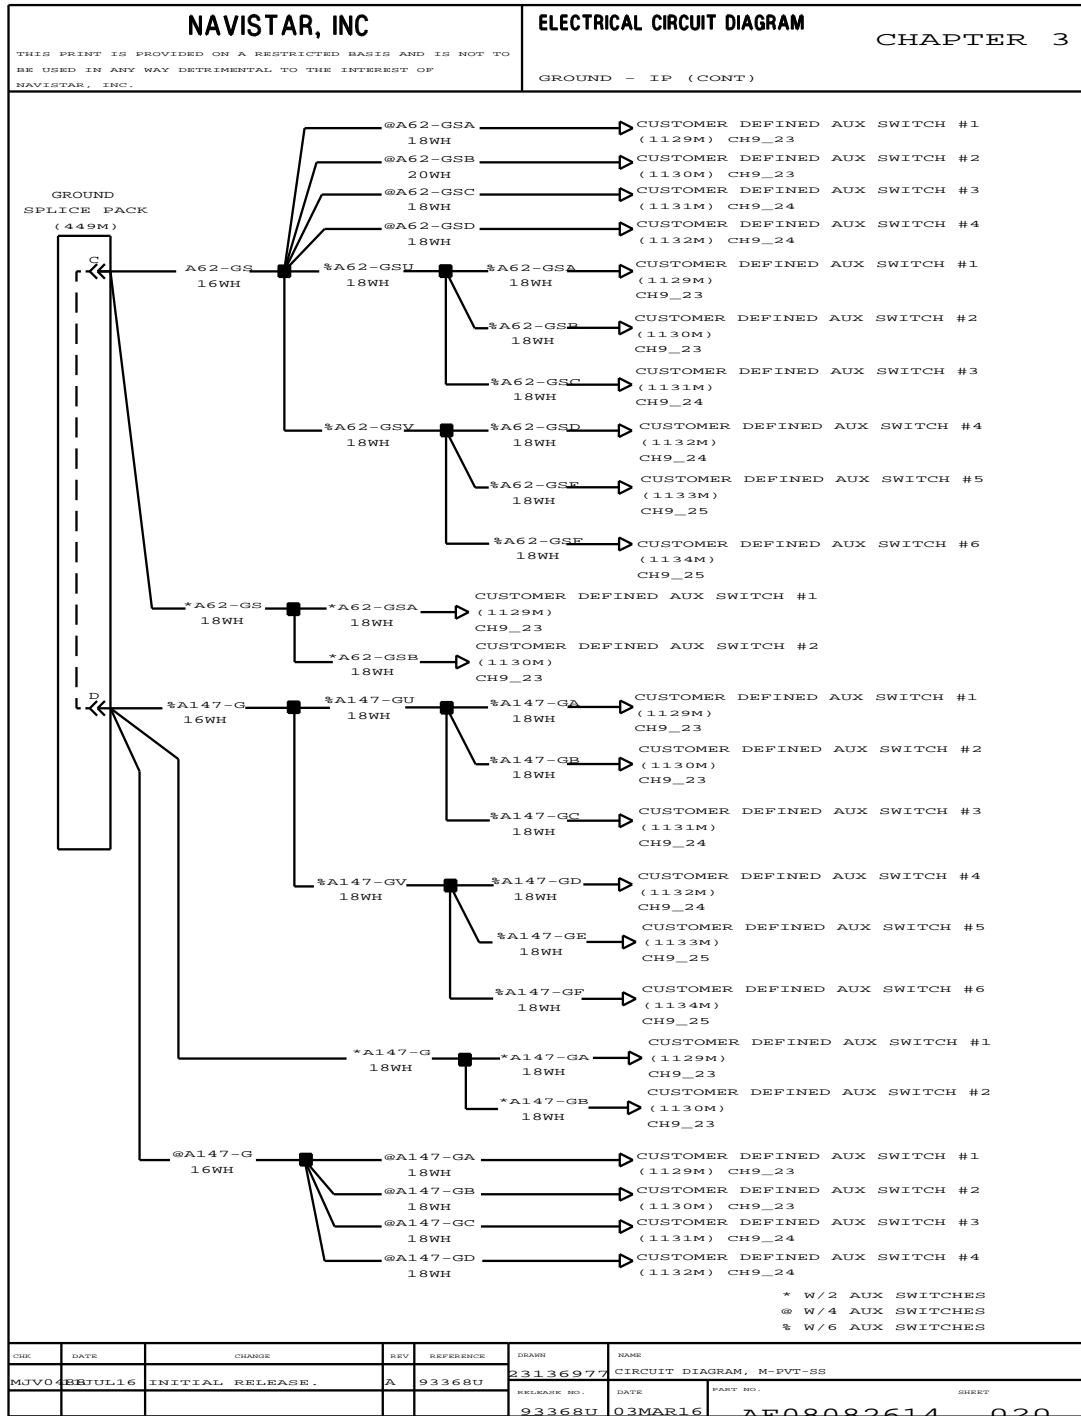 NAVISTAR, INC
THIS PRINT IS PROVIDED ON A RESTRICTED BASIS AND IS NOT TO
BE USED IN ANY WAY DETRIMENTAL TO THE INTEREST OF
NAVISTAR, INC.
ELECTRICAL CIRCUIT DIAGRAM
CHAPTER 3
GROUND - IP (CONT)
GROUND
SPLICE PACK
(449M)
C
D
@A62-GSA
18WH
CUSTOMER DEFINED AUX SWITCH #1
(1129M) CH9_23
@A62-GSB
20WH
CUSTOMER DEFINED AUX SWITCH #2
(1130M) CH9_23
@A62-GSC
18WH
CUSTOMER DEFINED AUX SWITCH #3
(1131M) CH9_24
@A62-GSD
18WH
CUSTOMER DEFINED AUX SWITCH #4
(1132M) CH9_24
A62-GS
16WH
%A62-GSU
18WH
%A62-GSA
18WH
CUSTOMER DEFINED AUX SWITCH #1
(1129M)
CH9_23
%A62-GSB
18WH
CUSTOMER DEFINED AUX SWITCH #2
(1130M)
CH9_23
%A62-GSC
18WH
CUSTOMER DEFINED AUX SWITCH #3
(1131M)
CH9_24
%A62-GSV
18WH
%A62-GSD
18WH
CUSTOMER DEFINED AUX SWITCH #4
(1132M)
CH9_24
%A62-GSE
18WH
CUSTOMER DEFINED AUX SWITCH #5
(1133M)
CH9_25
%A62-GSF
18WH
CUSTOMER DEFINED AUX SWITCH #6
(1134M)
CH9_25
*A62-GS
18WH
*A62-GSA
18WH
CUSTOMER DEFINED AUX SWITCH #1
(1129M)
CH9_23
*A62-GSB
18WH
CUSTOMER DEFINED AUX SWITCH #2
(1130M)
CH9_23
%A147-G
16WH
%A147-GU
18WH
%A147-GA
18WH
CUSTOMER DEFINED AUX SWITCH #1
(1129M)
CH9_23
%A147-GB
18WH
CUSTOMER DEFINED AUX SWITCH #2
(1130M)
CH9_23
%A147-GC
18WH
CUSTOMER DEFINED AUX SWITCH #3
(1131M)
CH9_24
%A147-GV
18WH
%A147-GD
18WH
CUSTOMER DEFINED AUX SWITCH #4
(1132M)
CH9_24
%A147-GE
18WH
CUSTOMER DEFINED AUX SWITCH #5
(1133M)
CH9_25
%A147-GF
18WH
CUSTOMER DEFINED AUX SWITCH #6
(1134M)
CH9_25
*A147-G
18WH
*A147-GA
18WH
CUSTOMER DEFINED AUX SWITCH #1
(1129M)
CH9_23
*A147-GB
18WH
CUSTOMER DEFINED AUX SWITCH #2
(1130M)
CH9_23
@A147-G
16WH
@A147-GA
18WH
CUSTOMER DEFINED AUX SWITCH #1
(1129M) CH9_23
@A147-GB
18WH
CUSTOMER DEFINED AUX SWITCH #2
(1130M) CH9_23
@A147-GC
18WH
CUSTOMER DEFINED AUX SWITCH #3
(1131M) CH9_24
@A147-GD
18WH
CUSTOMER DEFINED AUX SWITCH #4
(1132M) CH9_24
* W/2 AUX SWITCHES
@ W/4 AUX SWITCHES
% W/6 AUX SWITCHES
CHK DATE CHANGE REV REFERENCE
INITIAL RELEASE. A 93368U
DRAWN
23136977
NAME
CIRCUIT DIAGRAM, M-PVT-SS
RELEASE NO.
93368U
DATE
03MAR16
PART NO.
AF08082614
SHEET
020